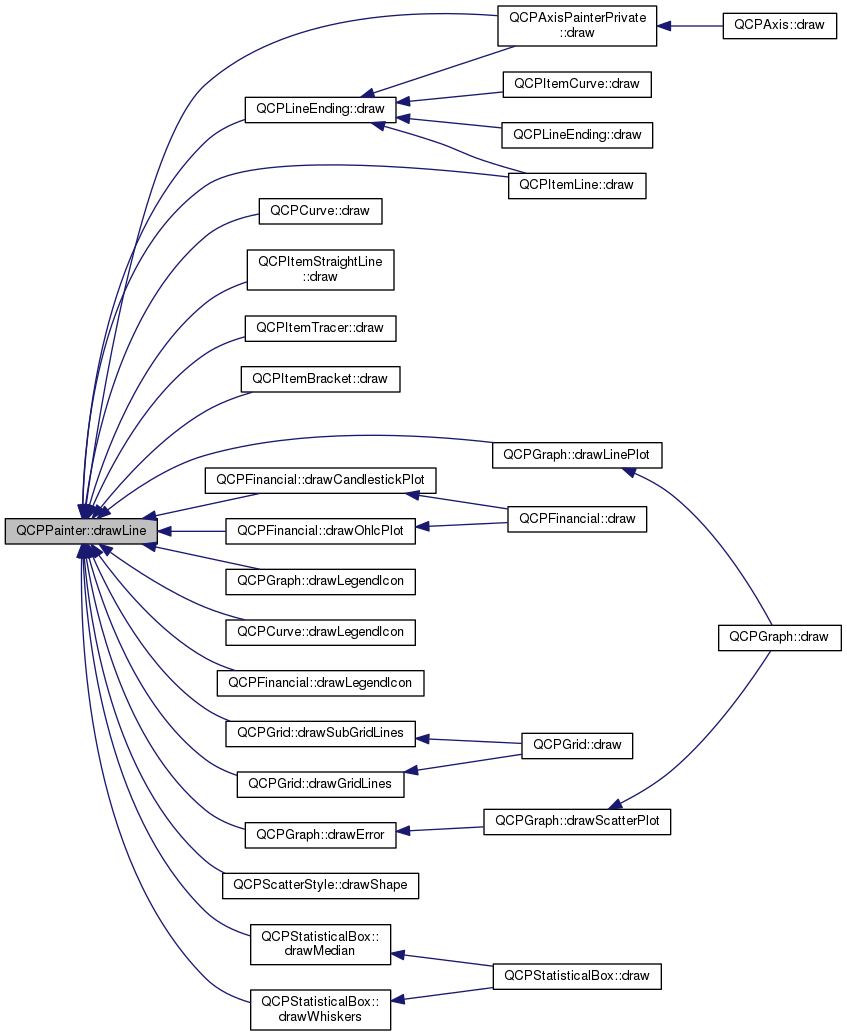 QCPAxisPainterPrivate
::draw
QCPAxis::draw
QCPItemCurve::draw
QCPLineEnding::draw
QCPLineEnding::draw
QCPItemLine::draw
QCPCurve::draw
QCPItemStraightLine
::draw
QCPItemTracer::draw
QCPItemBracket::draw
QCPGraph::drawLinePlot
QCPFinancial::drawCandlestickPlot
QCPFinancial::draw
QCPPainter::drawLine
QCPFinancial::drawOhlcPlot
QCPGraph::drawLegendIcon
QCPCurve::drawLegendIcon
QCPGraph::draw
QCPFinancial::drawLegendIcon
QCPGrid::drawSubGridLines
QCPGrid::draw
QCPGrid::drawGridLines
QCPGraph::drawScatterPlot
QCPGraph::drawError
QCPScatterStyle::drawShape
QCPStatisticalBox::
drawMedian
QCPStatisticalBox::draw
QCPStatisticalBox::
drawWhiskers